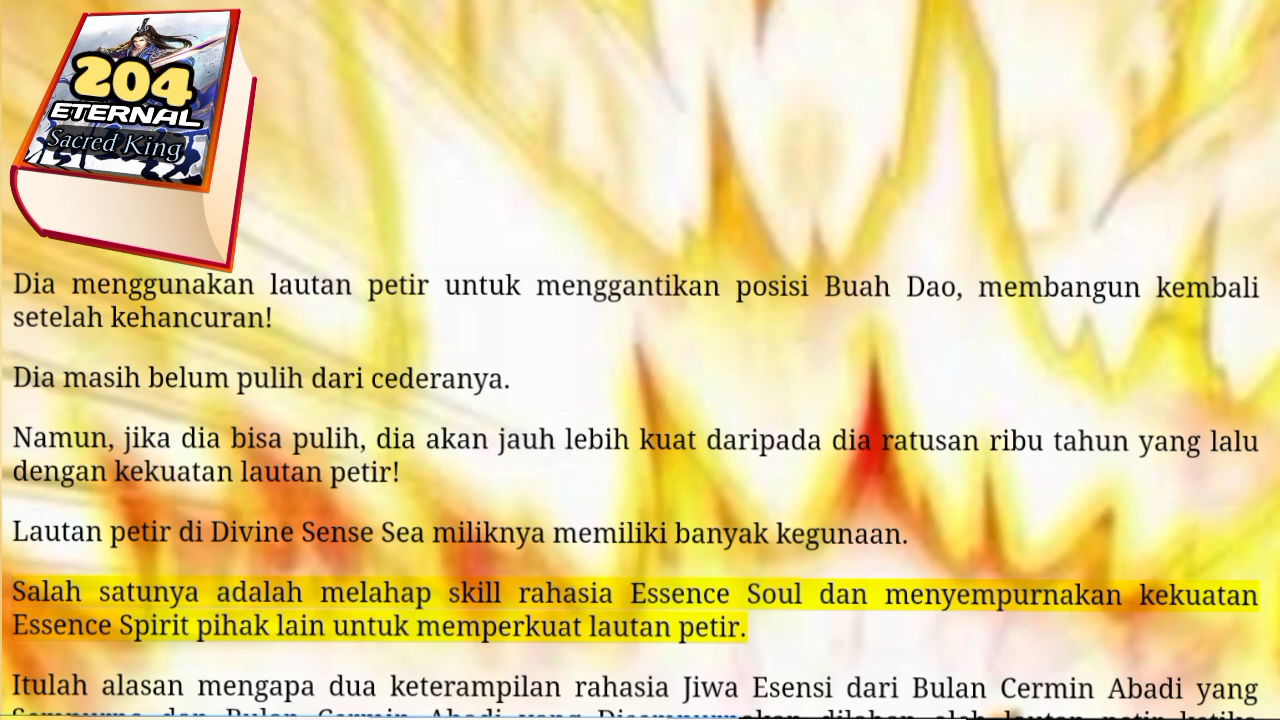 204
ETERNAL
Sacred King
Dia menggunakan lautan petir untuk menggantikan posisi Buah Dao, membangun kembali
setelah kehancuran!
Dia masih belum pulih dari cederanya.
Namun, jika dia bisa pulih, dia akan jauh lebih kuat daripada dia ratusan ribu tahun yang lalu
dengan kekuatan lautan petir!
Lautan petir di Divine Sense Sea miliknya memiliki banyak kegunaan.
Salah satunya adalah melahap skill rahasia Essence Soul dan menyempurnakan kekuatan
Essence Spirit pihak lain untuk memperkuat lautan petir.
Itulah alasan mengapa dua keterampilan rahasia Jiwa Esensi dari Bulan Cermin Abadi yang